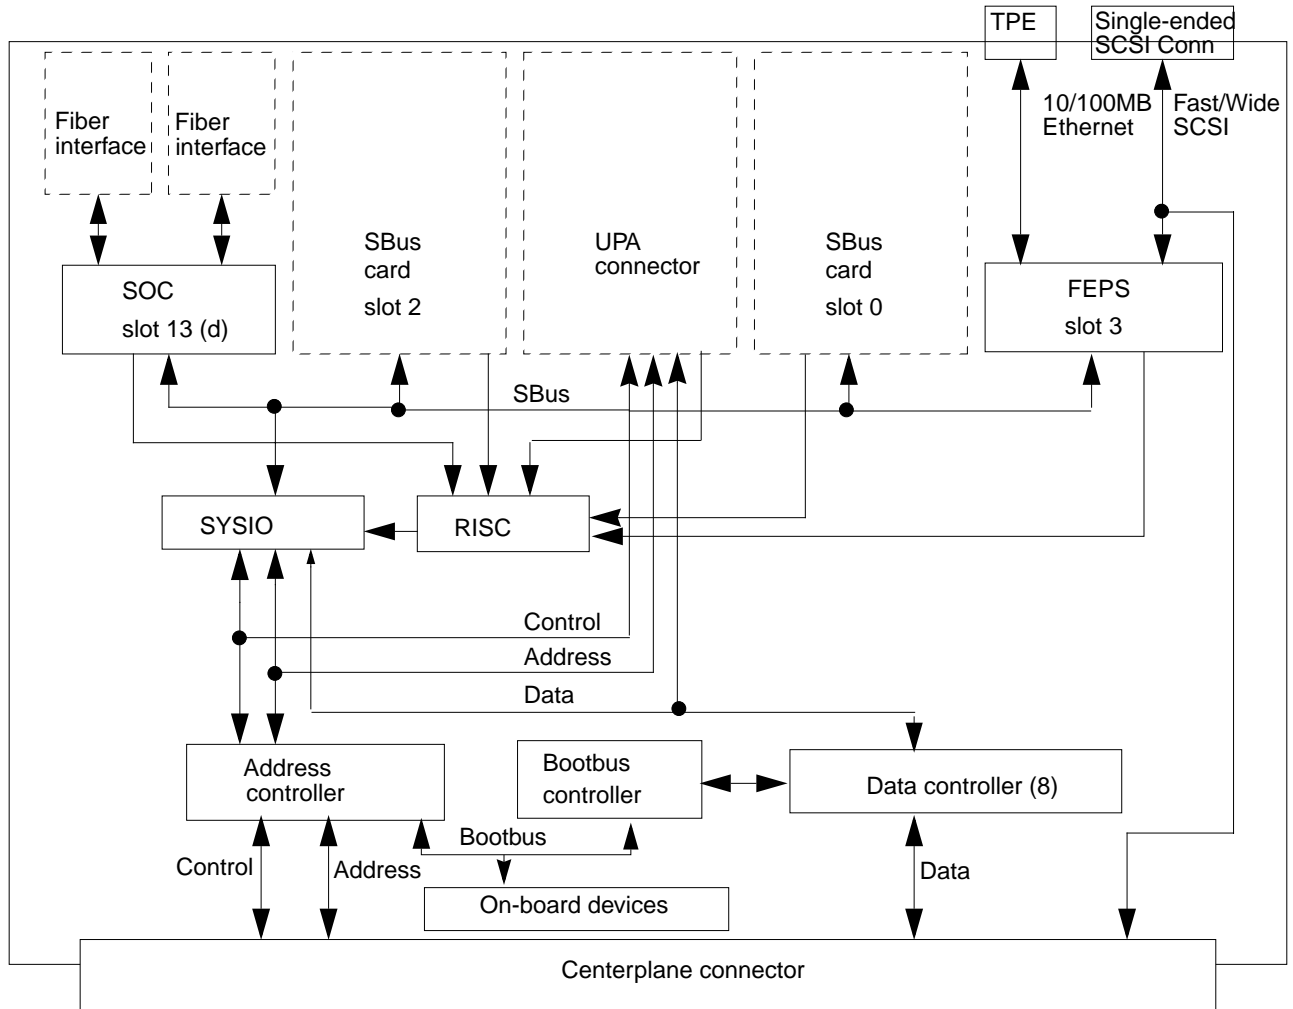 TPE
Single-ended
SCSI Conn
10/100MB
Ethernet
Fast/Wide
SCSI
Fiber
interface
Fiber
interface
SBus
card
slot 2
UPA
connector
SBus
card
slot 0
SOC
slot 13 (d)
FEPS
slot 3
SBus
SYSIO
RISC
Control
Address
Data
Address
controller
Bootbus
controller
Data controller (8)
Bootbus
Control
Address
Data
On-board devices
Centerplane connector